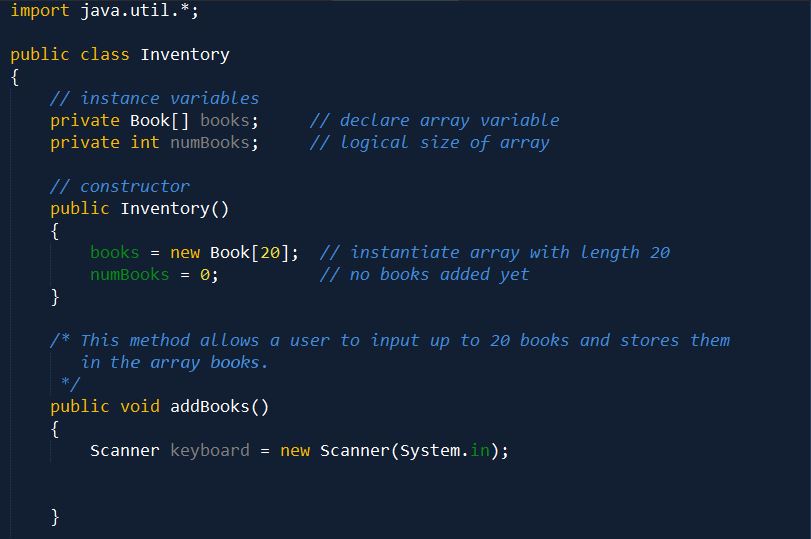 import java.util.*;
public class Inventory
{
// instance variables
private Book[] books; // declare array variable
private int numBooks; // logical size of array
// constructor
public Inventory()
{
books = new Book[20]; // instantiate array with length 20
numBooks = 0; // no books added yet
}
/* This method allows a user to input up to 20 books and stores them
in the array books.
*/
public void addBooks()
{
Scanner keyboard = new Scanner(System.in);
}